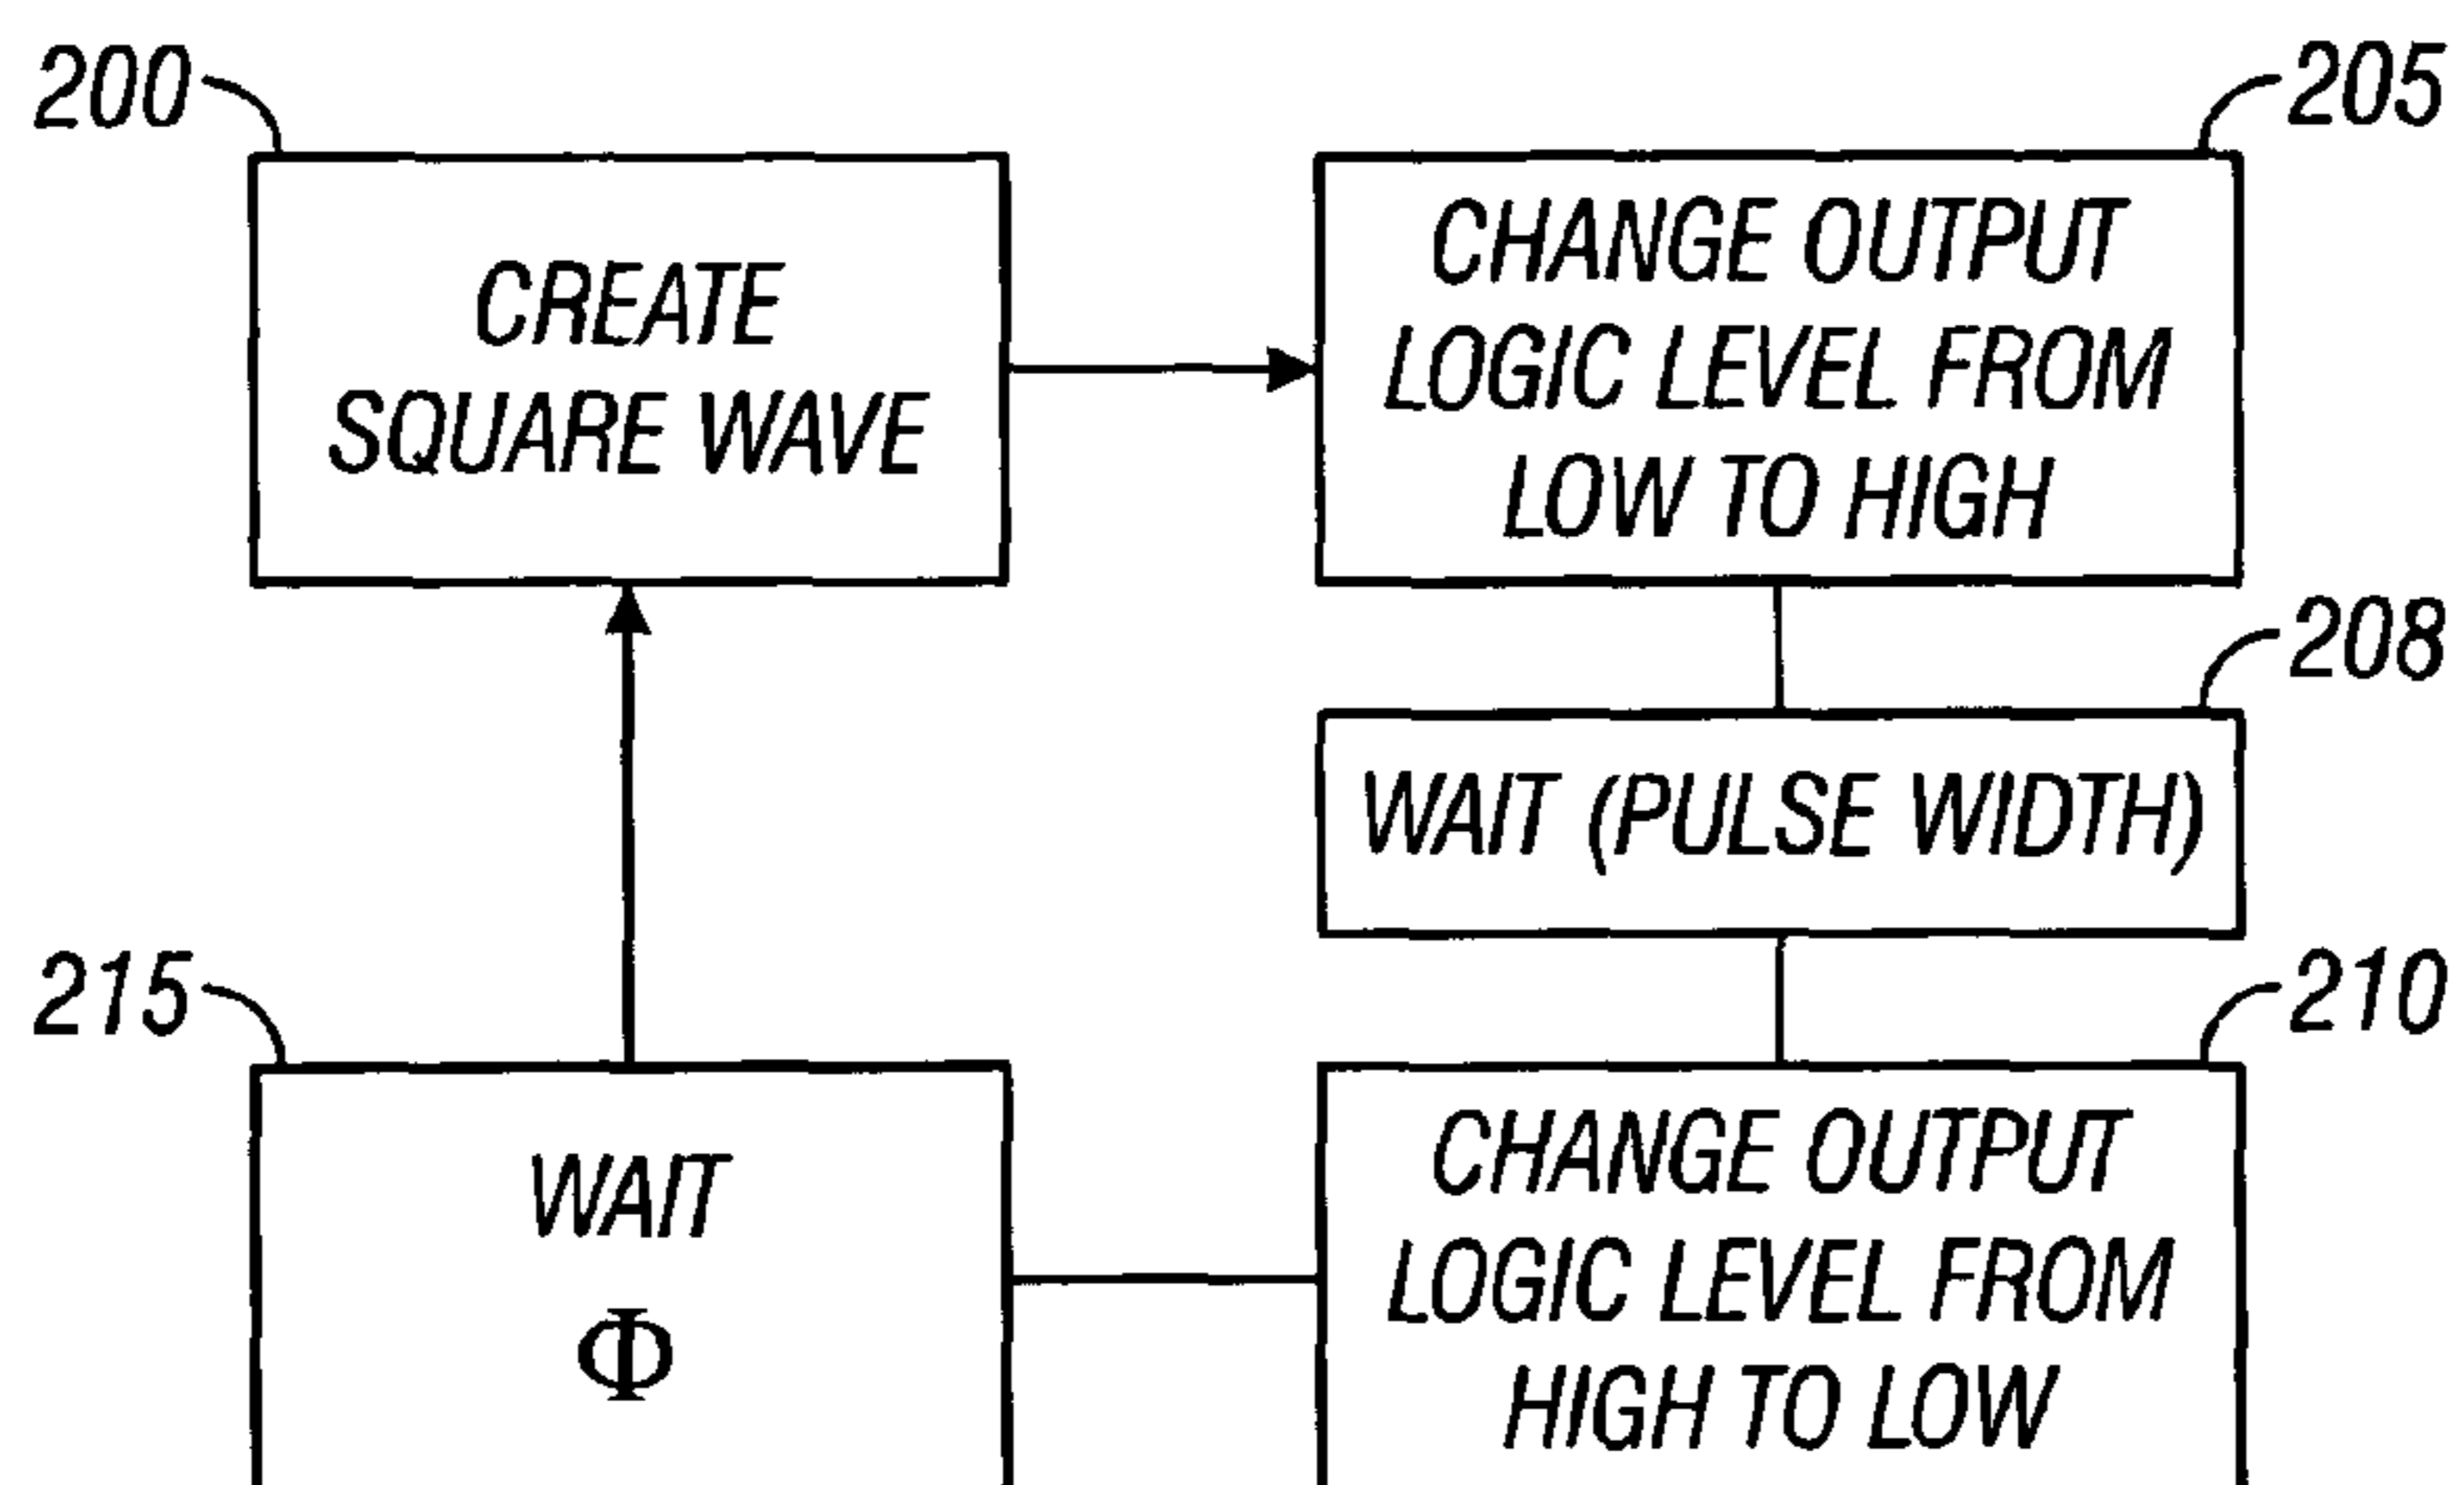 200
CREATE
SQUARE WAVE
205
CHANGE OUTPUT
LOGIC LEVEL FROM
LOW TO HIGH
208
WAIT (PULSE WIDTH)
210
CHANGE OUTPUT
LOGIC LEVEL FROM
HIGH TO LOW
215
WAIT
Φ